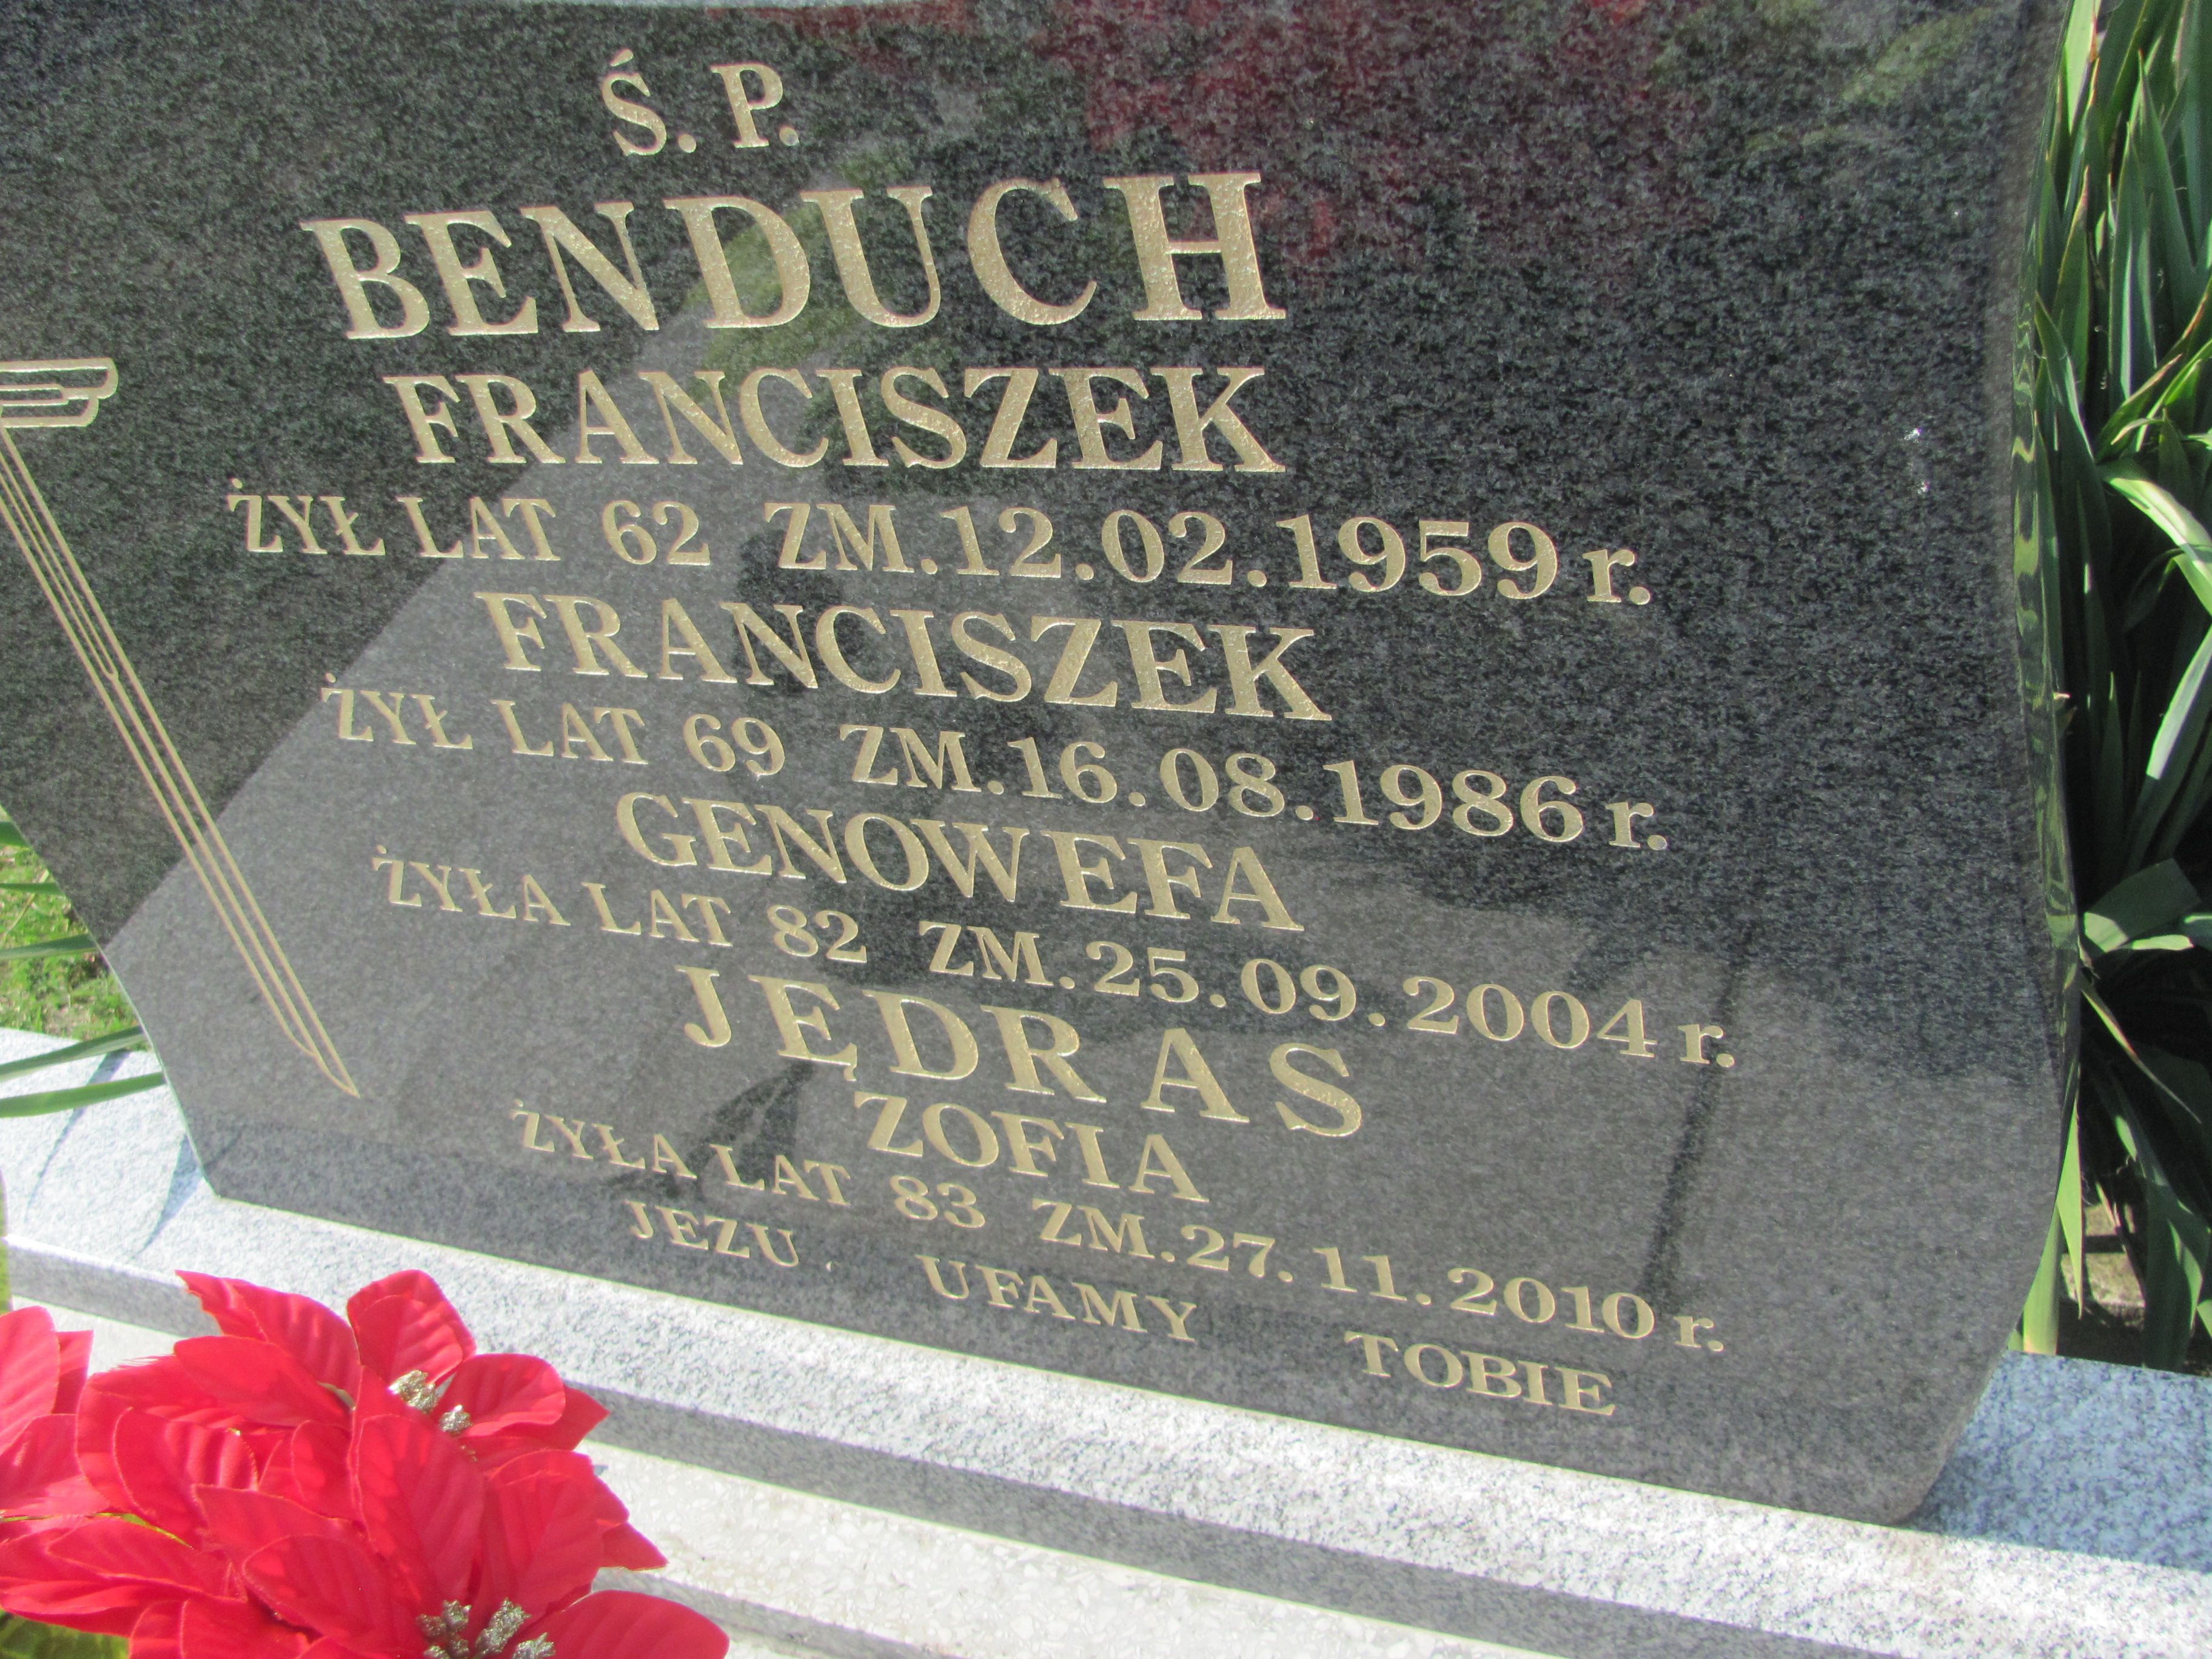 Ś. P.
BENDUCH
FRANCISZEK
ŻYŁ LAT 62 ZM. 12.02.1959 r.
FRANCISZEK
ŻYŁ LAT 69 ZM. 16.08.1986 r.
GENOWEFA
ŻYŁA LAT 82 ZM. 25.09.2004 r.
JĘDRAS
ZOFIA
ŻYŁA LAT 83 ZM. 27.11.2010 r.
JEZU . UFAMY TOBIE